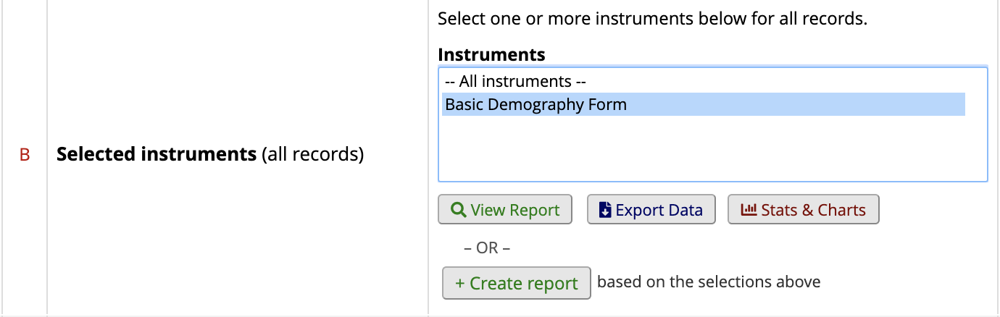 Select one or more instruments below for all records.
Instruments
-- All instruments --
Basic Demography Form
B
Selected instruments (all records)
View Report
Export Data
Stats & Charts
– OR –
+ Create report based on the selections above